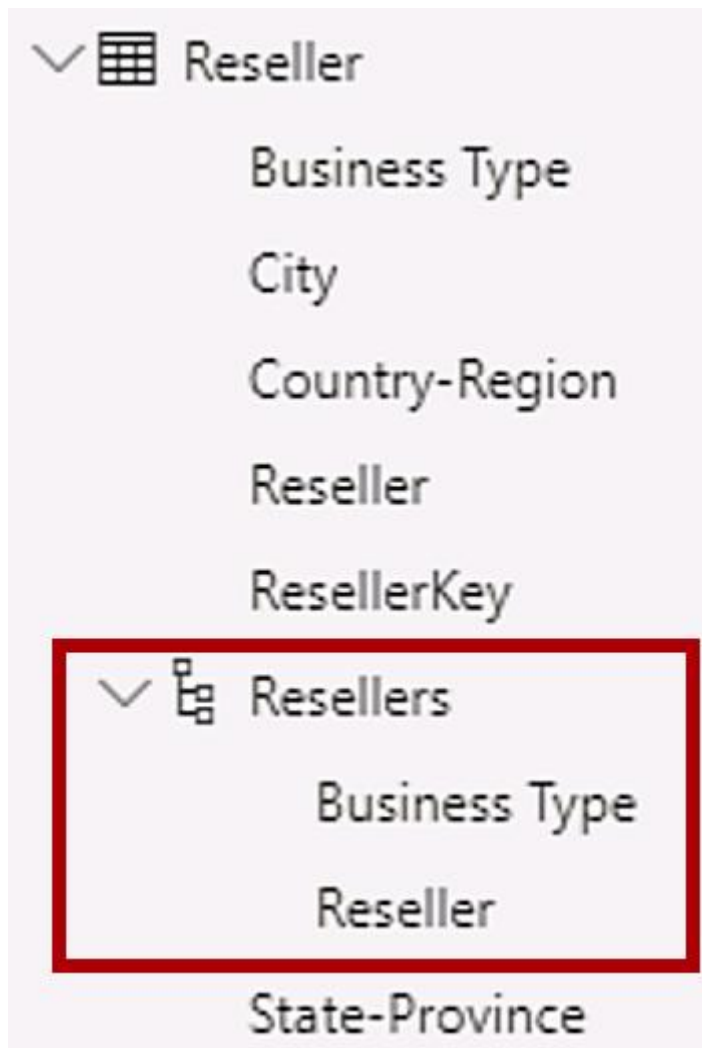 Reseller
Business Type
City
Country-Region
Reseller
ResellerKey
Resellers
Business Type
Reseller
State-Province